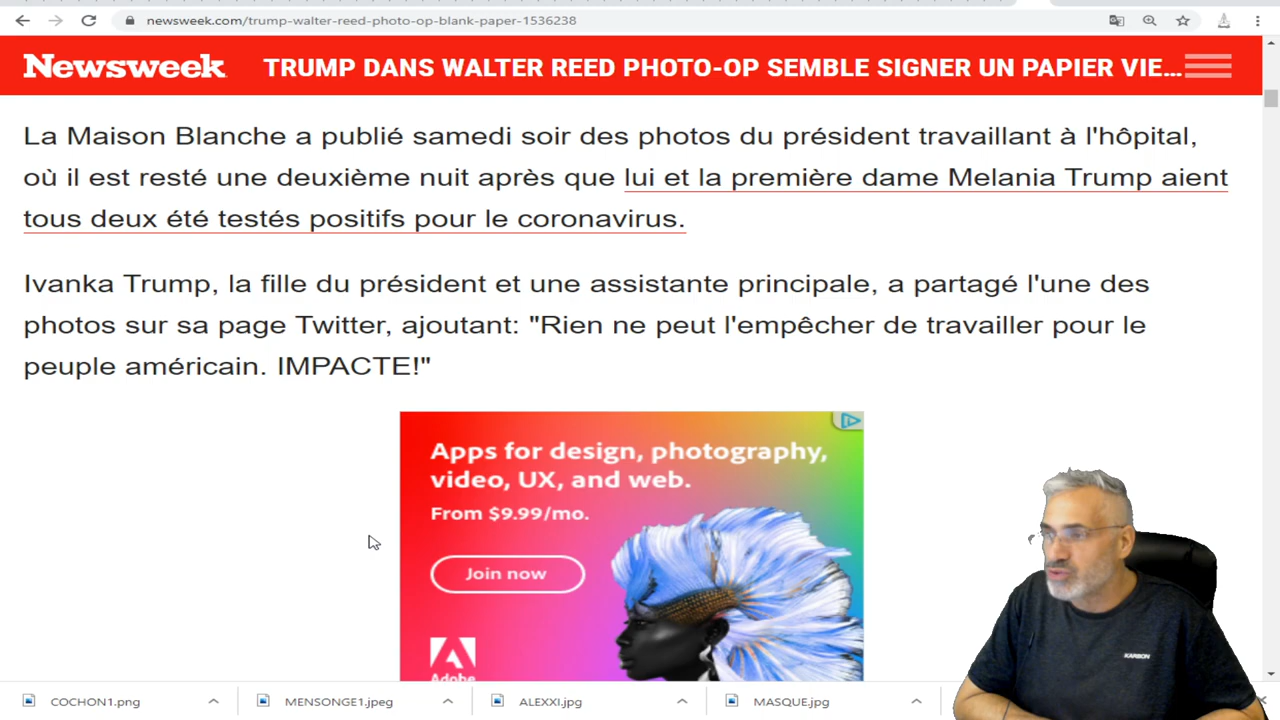 newsweek.com/trump-walter-reed-photo-op-blank-paper-1536238
Newsweek
TRUMP DANS WALTER REED PHOTO-OP SEMBLE SIGNER UN PAPIER VIE...
La Maison Blanche a publié samedi soir des photos du président travaillant à l'hôpital,
où il est resté une deuxième nuit après que lui et la première dame Melania Trump aient
tous deux été testés positifs pour le coronavirus.
Ivanka Trump, la fille du président et une assistante principale, a partagé l'une des
photos sur sa page Twitter, ajoutant: "Rien ne peut l'empêcher de travailler pour le
peuple américain. IMPACTE!"
Apps for design, photography,
video, UX, and web.
From $9.99/mo.
Join now
Adobe
KARBON
COCHON1.png
MENSONGE1.jpeg
ALEXXI.jpg
MASQUE.jpg